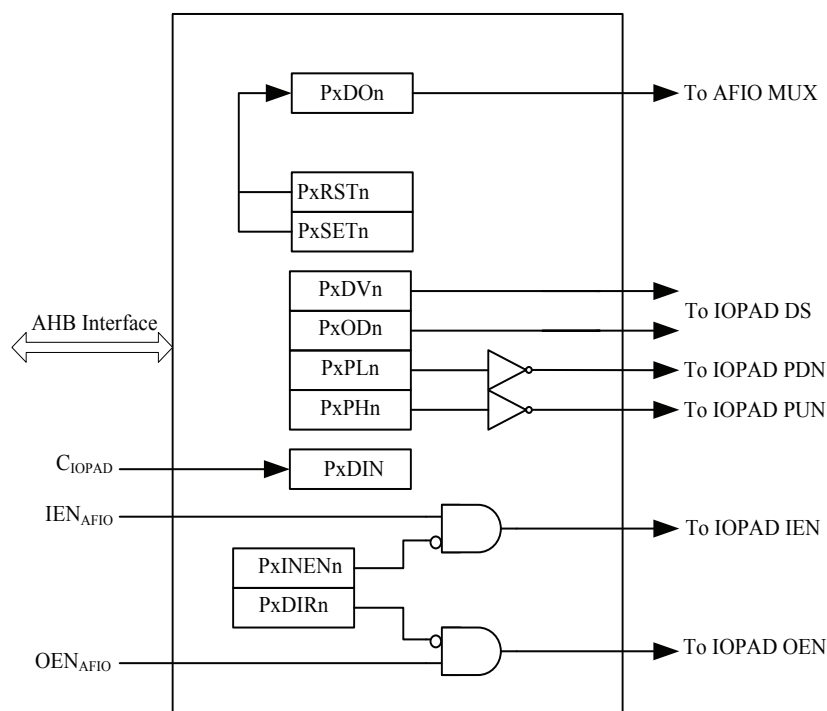 PxDOn
To AFIO MUX
PxRSTn
PxSETn
PxDVn
To IOPAD DS
PxODn
AHB Interface
PxPLn
To IOPAD PDN
PxPHn
To IOPAD PUN
CIOPAD
PxDIN
IENAFIO
To IOPAD IEN
PxINENn
PxDIRn
To IOPAD OEN
OENAFIO